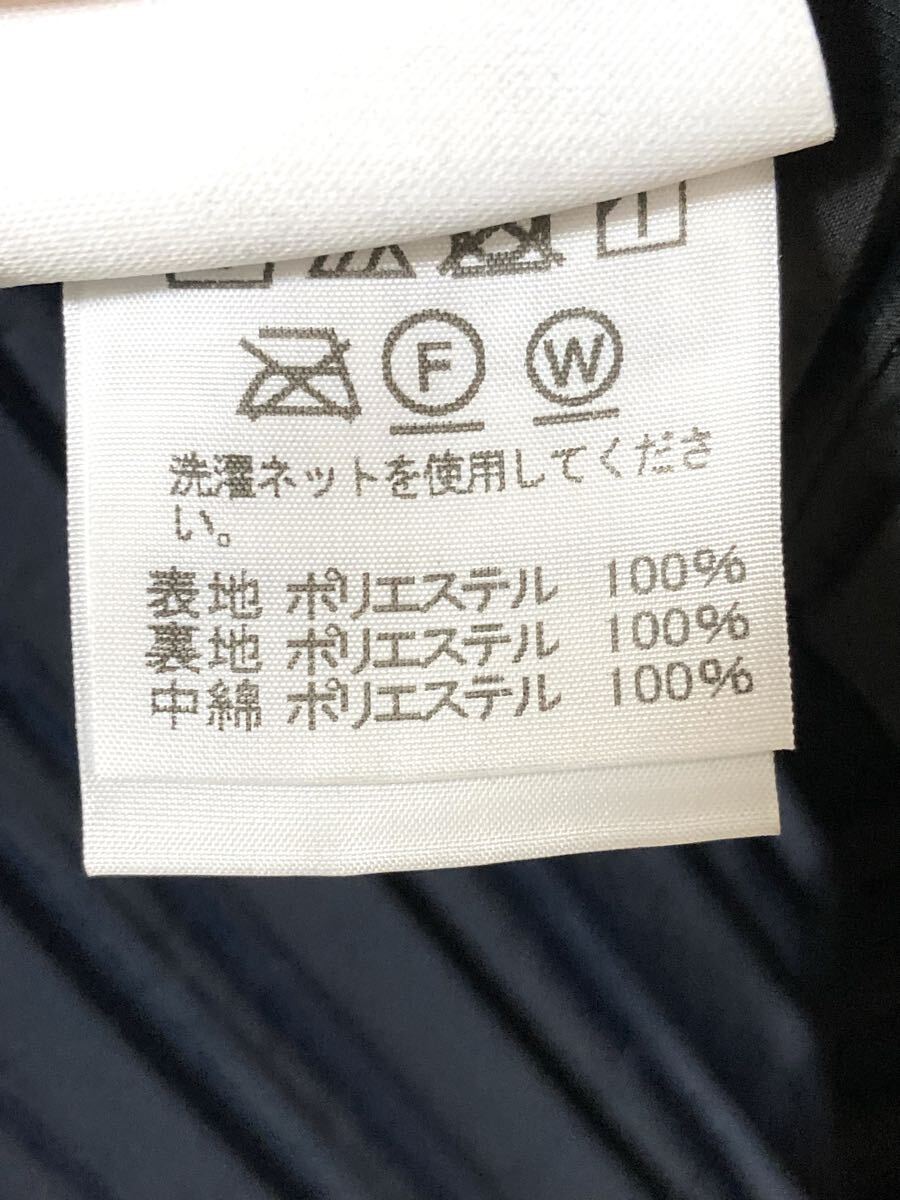 F W
洗濯ネットを使用してくださ
い。
表地 ポリエステル 100%
裏地 ポリエステル 100%
中綿 ポリエステル 100%